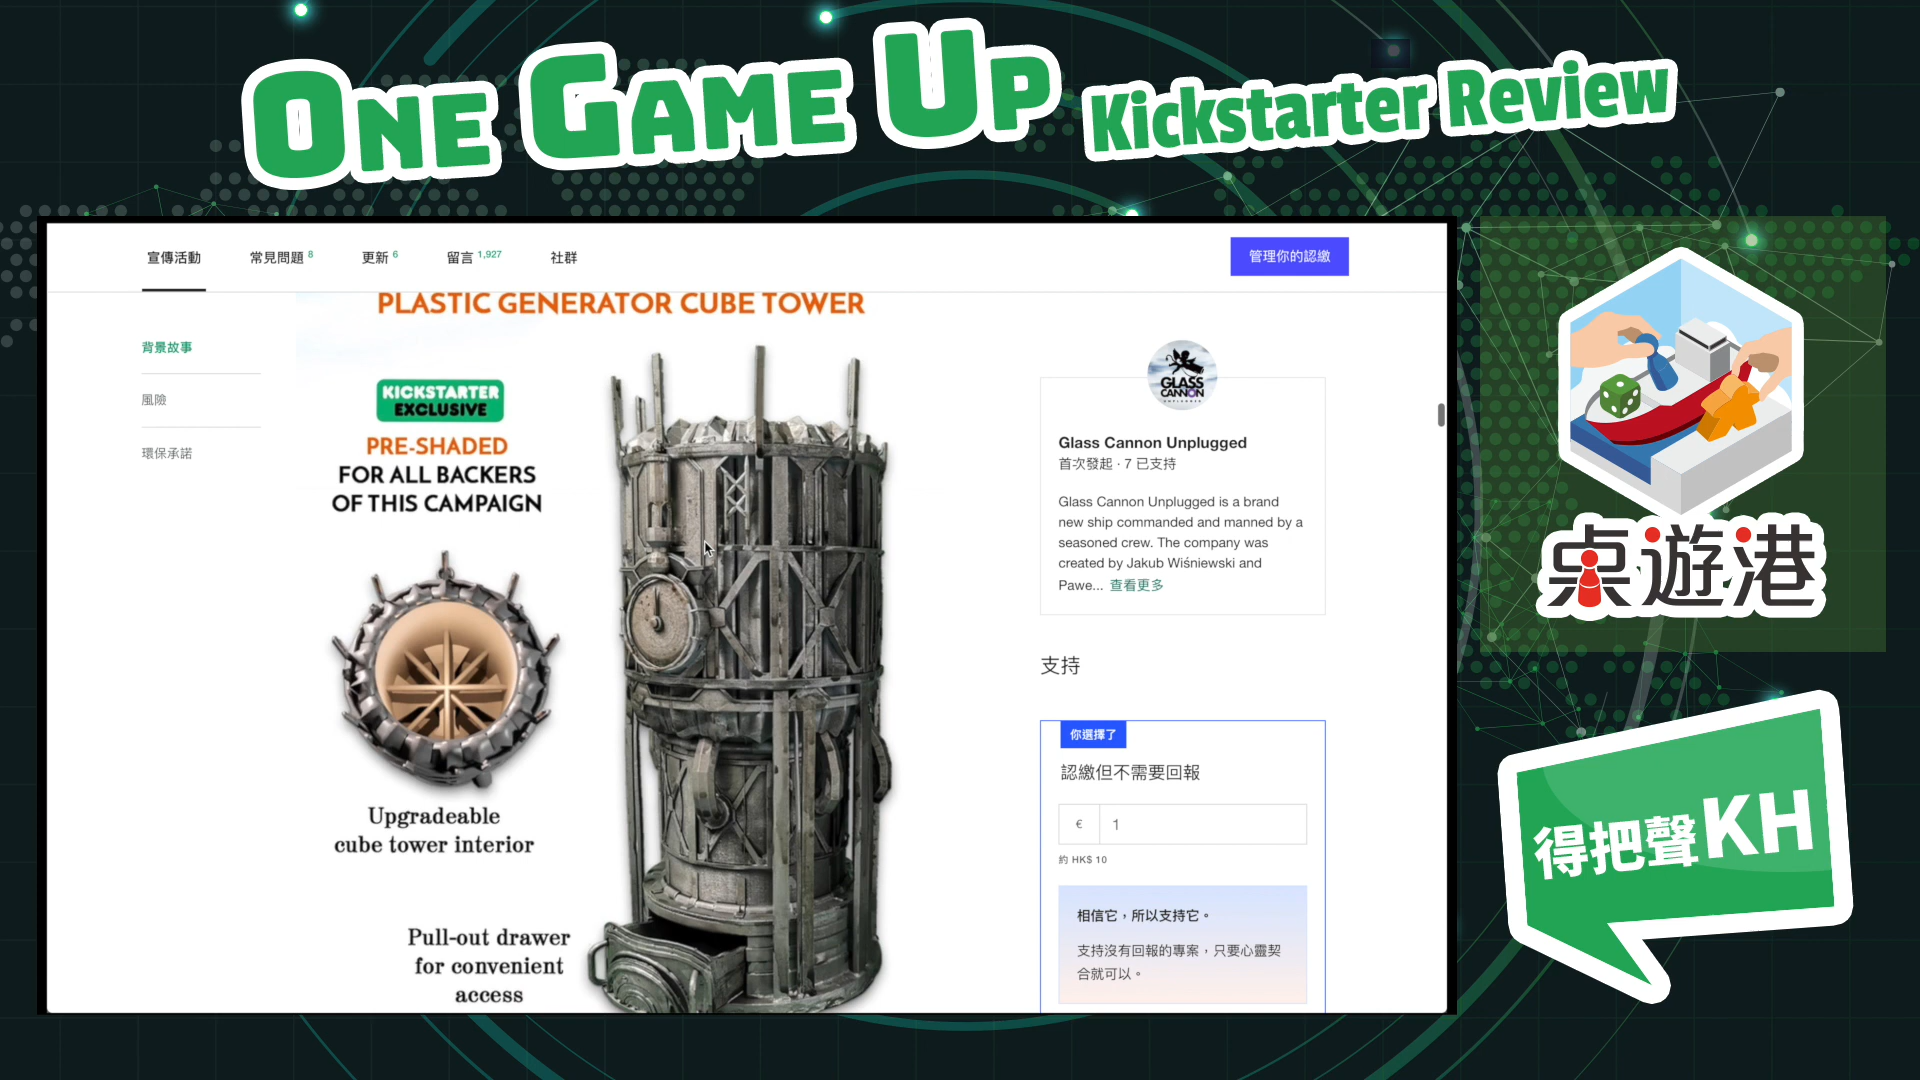 ONE GAME UP Kickstarter Review
宣傳活動 常見問題 8 更新 6 留言 1,927 社群
管理你的認繳
背景故事
風險
環保承諾
PLASTIC GENERATOR CUBE TOWER
KICKSTARTER
EXCLUSIVE
PRE-SHADED
FOR ALL BACKERS
OF THIS CAMPAIGN
Upgradeable
cube tower interior
Pull-out drawer
for convenient
access
GLASS
CANNON
UNPLUGGED
Glass Cannon Unplugged
首次發起 · 7 已支持
Glass Cannon Unplugged is a brand
new ship commanded and manned by a
seasoned crew. The company was
created by Jakub Wiśniewski and
Pawe... 查看更多
支持
你選擇了
認繳但不需要回報
€ 1
約 HK$ 10
相信它，所以支持它。
支持沒有回報的專案，只要心靈契
合就可以。
桌遊港
得把聲KH